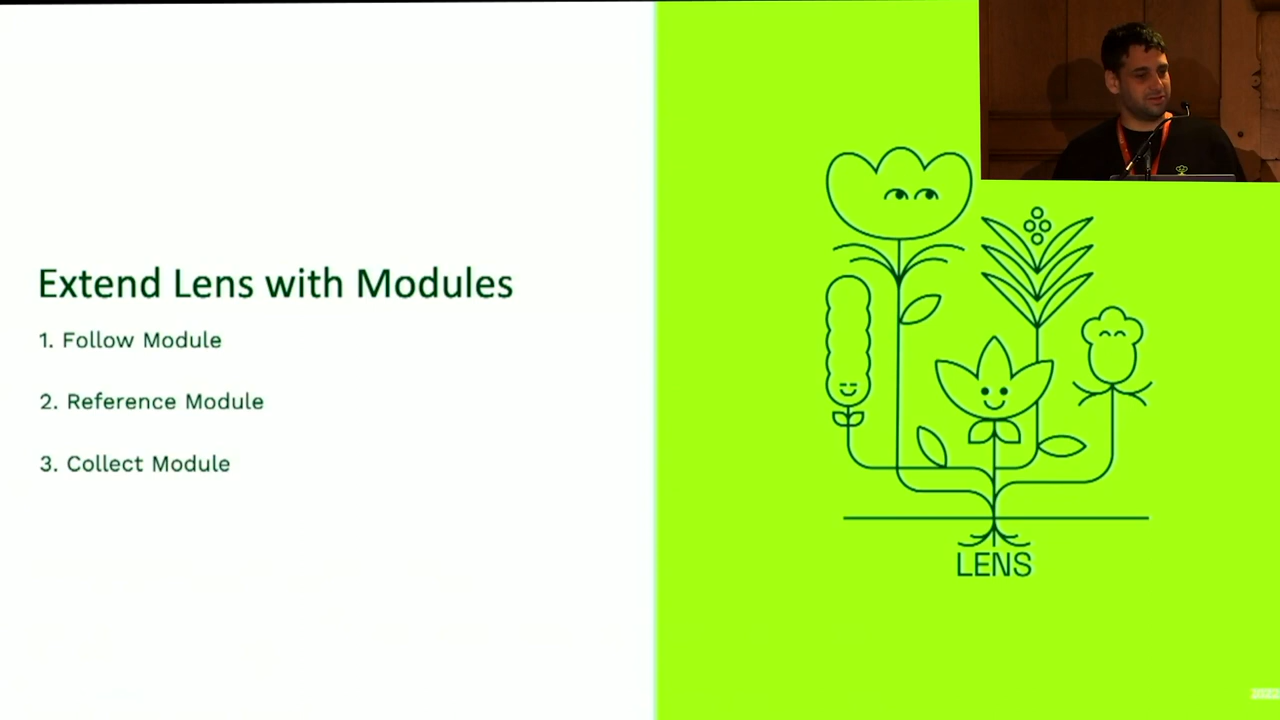 Extend Lens with Modules
1. Follow Module
2. Reference Module
3. Collect Module
LENS